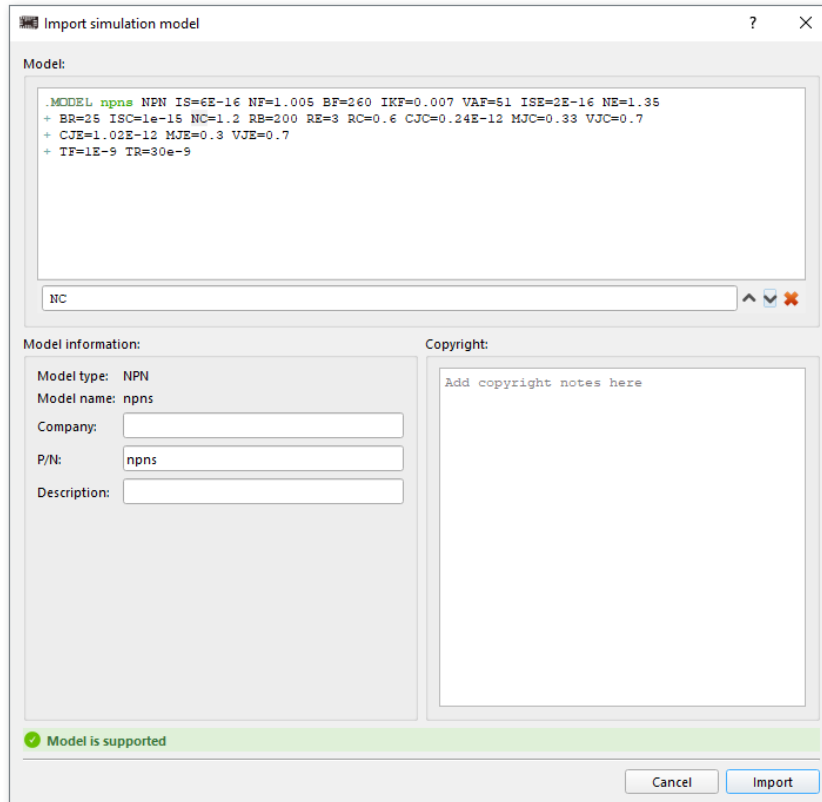 Import simulation model
?
Model:
.MODEL npns NPN IS=6E-16 NF=1.005 BF=260 IKF=0.007 VAF=51 ISE=2E-16 NE=1.35
+ BR=25 ISC=1e-15 NC=1.2 RB=200 RE=3 RC=0.6 CJC=0.24E-12 MJC=0.33 VJC=0.7
+ CJE=1.02E-12 MJE=0.3 VJE=0.7
+ TF=1E-9 TR=30e-9
NC
Model information:
Model type: NPN
Model name: npns
Company:
P/N: npns
Description:
Copyright:
Add copyright notes here
Model is supported
Cancel
Import